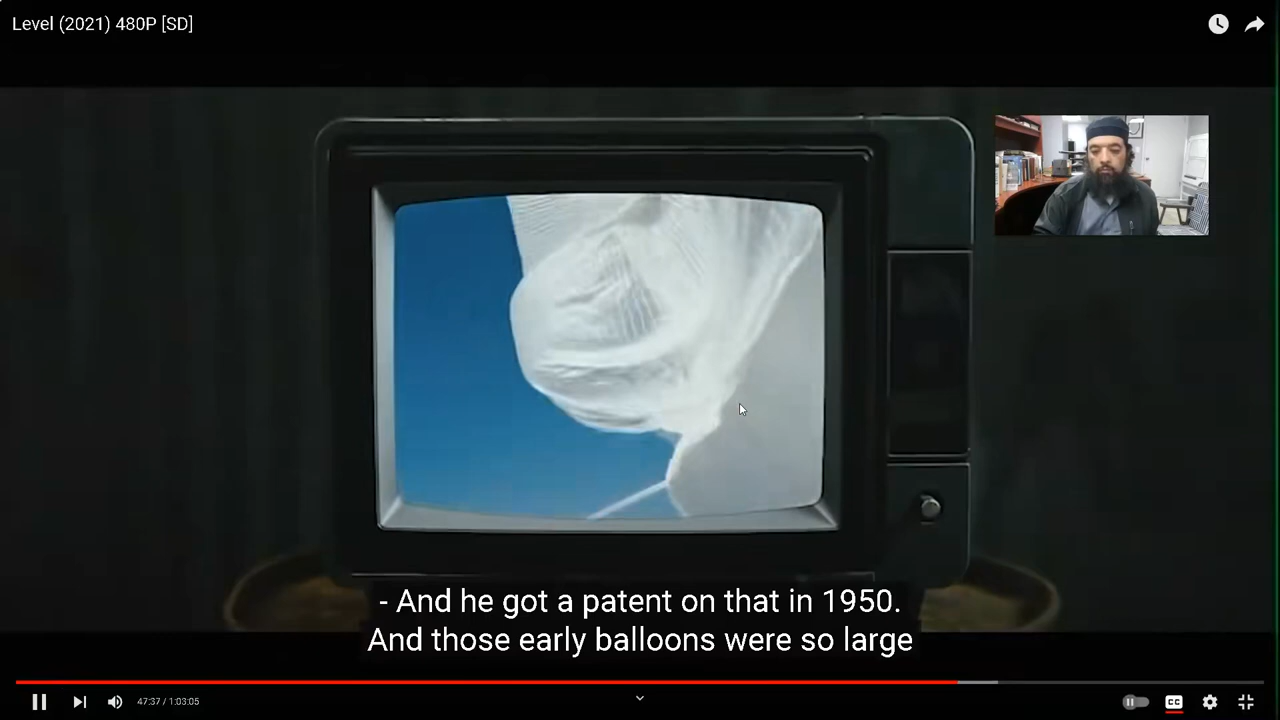 Level (2021) 480P [SD]
- And he got a patent on that in 1950.
And those early balloons were so large
47:37 / 1:03:05
CC